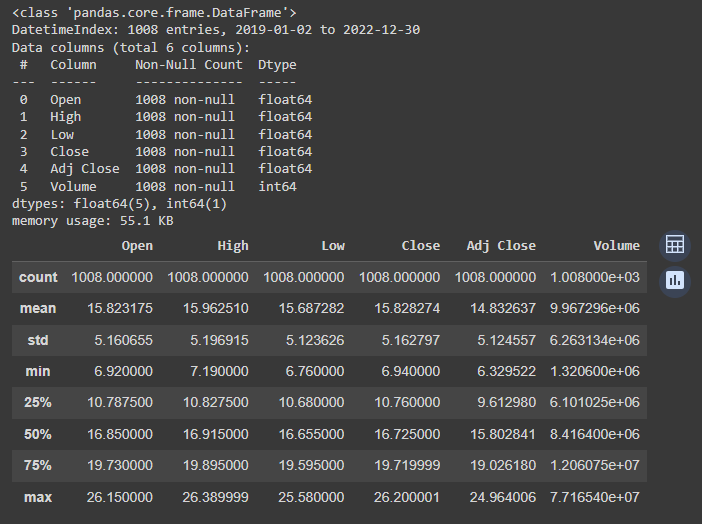 <class 'pandas.core.frame.DataFrame'>
DatetimeIndex: 1008 entries, 2019-01-02 to 2022-12-30
Data columns (total 6 columns):
 #   Column     Non-Null Count  Dtype
---  ------     --------------  -----
 0   Open       1008 non-null   float64
 1   High       1008 non-null   float64
 2   Low        1008 non-null   float64
 3   Close      1008 non-null   float64
 4   Adj Close  1008 non-null   float64
 5   Volume     1008 non-null   int64
dtypes: float64(5), int64(1)
memory usage: 55.1 KB
Open High Low Close Adj Close Volume
count 1008.000000 1008.000000 1008.000000 1008.000000 1008.000000 1.008000e+03
mean 15.823175 15.962510 15.687282 15.828274 14.832637 9.967296e+06
std 5.160655 5.196915 5.123626 5.162797 5.124557 6.263134e+06
min 6.920000 7.190000 6.760000 6.940000 6.329522 1.320600e+06
25% 10.787500 10.827500 10.680000 10.760000 9.612980 6.101025e+06
50% 16.850000 16.915000 16.655000 16.725000 15.802841 8.416400e+06
75% 19.730000 19.895000 19.595000 19.719999 19.026180 1.206075e+07
max 26.150000 26.389999 25.580000 26.200001 24.964006 7.716540e+07